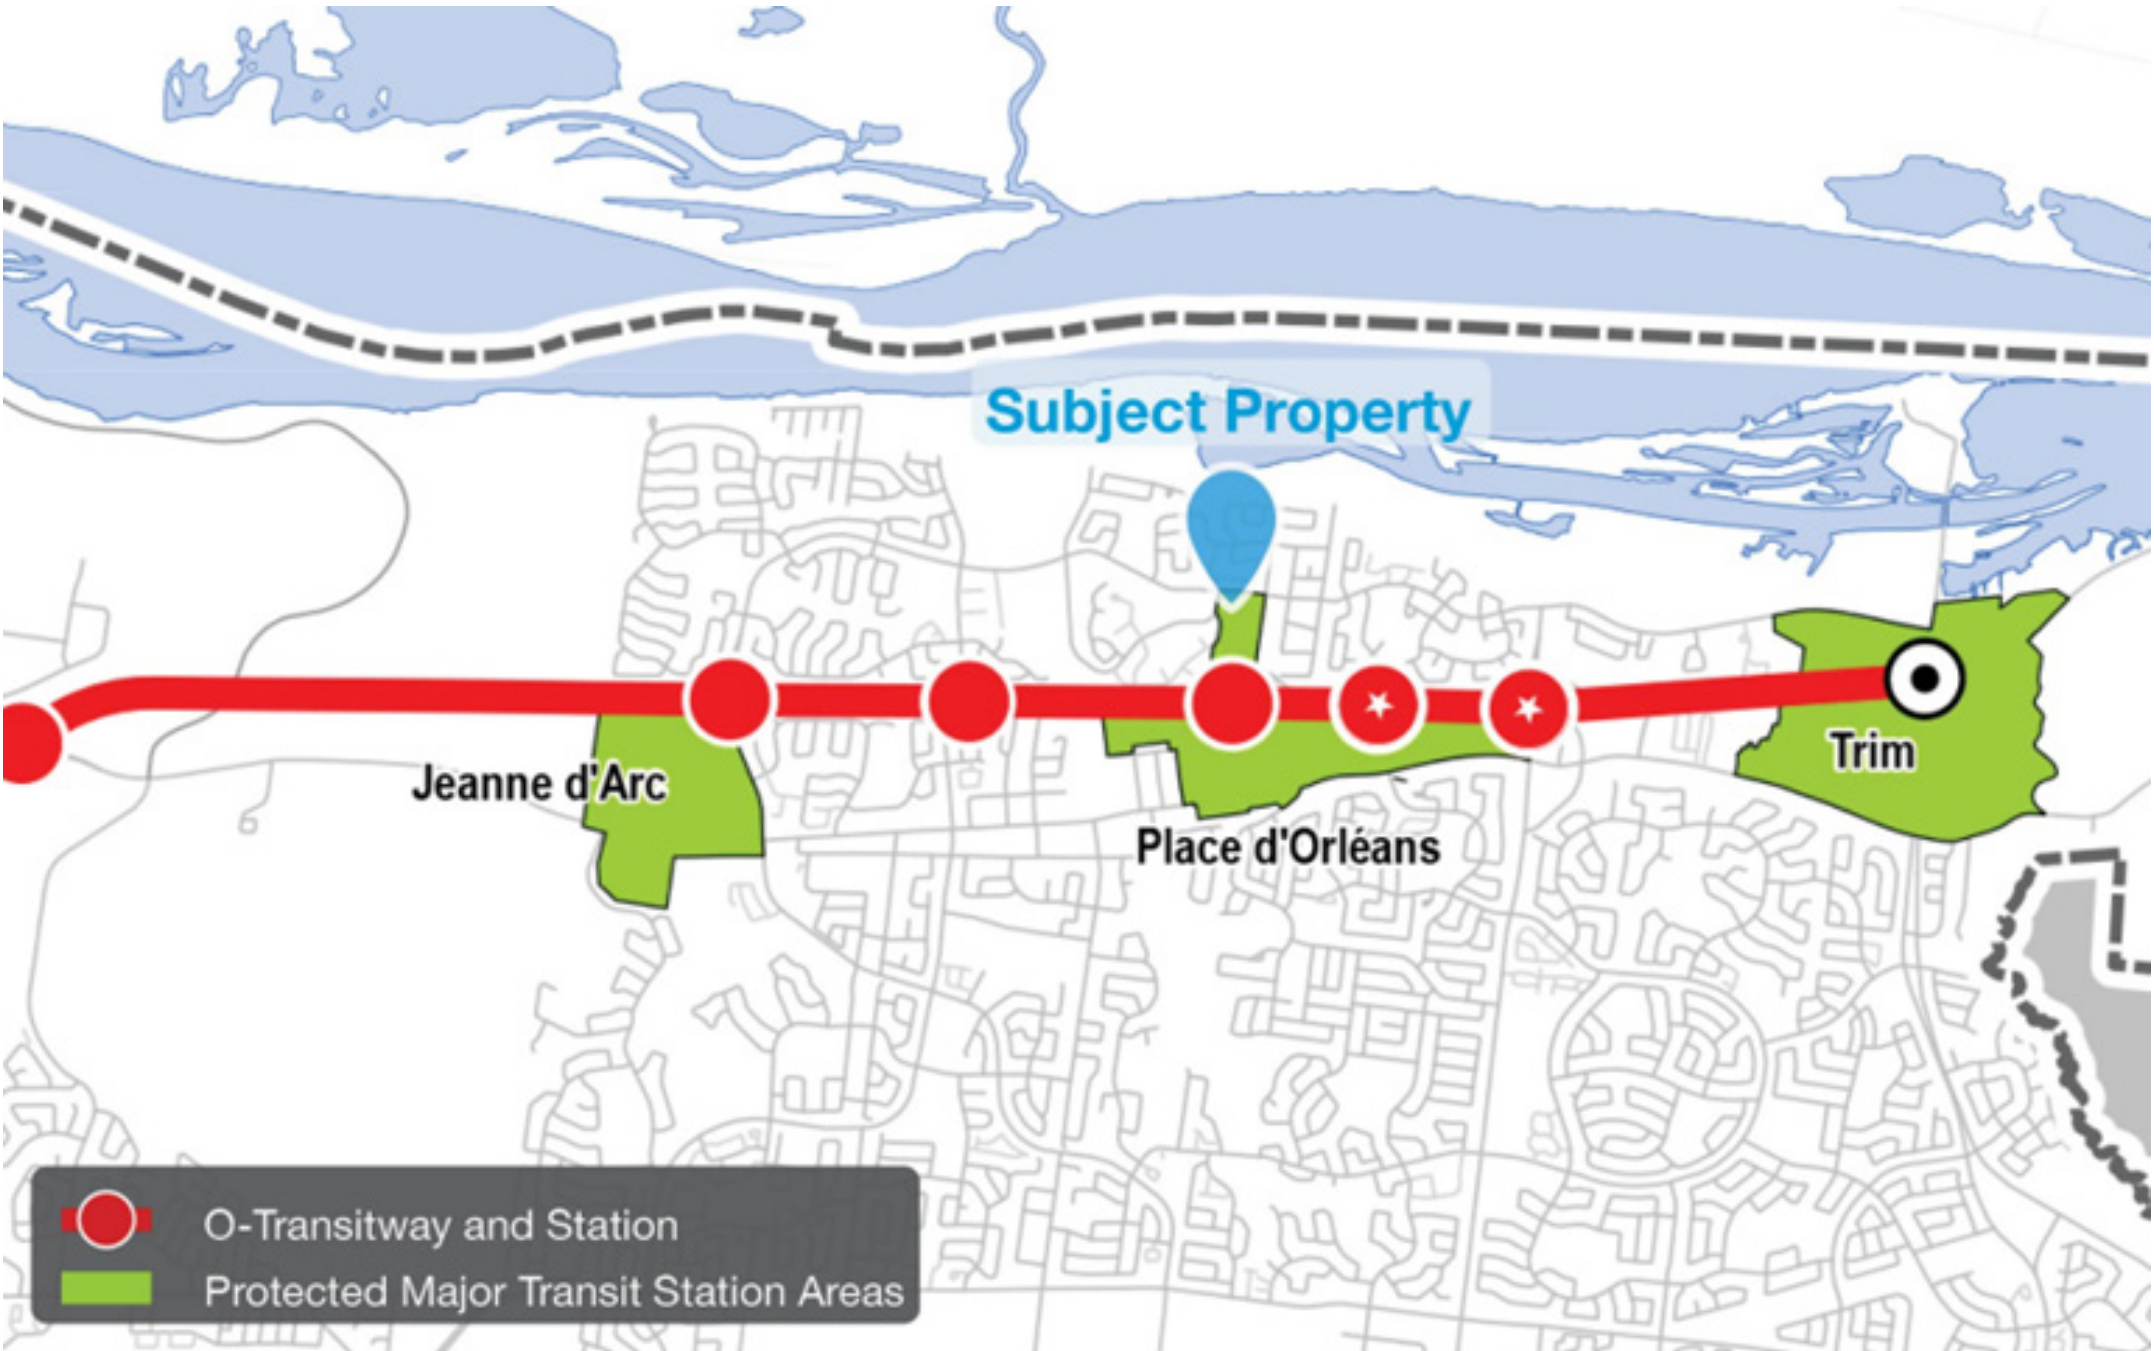 Subject Property
Jeanne d'Arc
Trim
Place d'Orléans
O-Transitway and Station
Protected Major Transit Station Areas